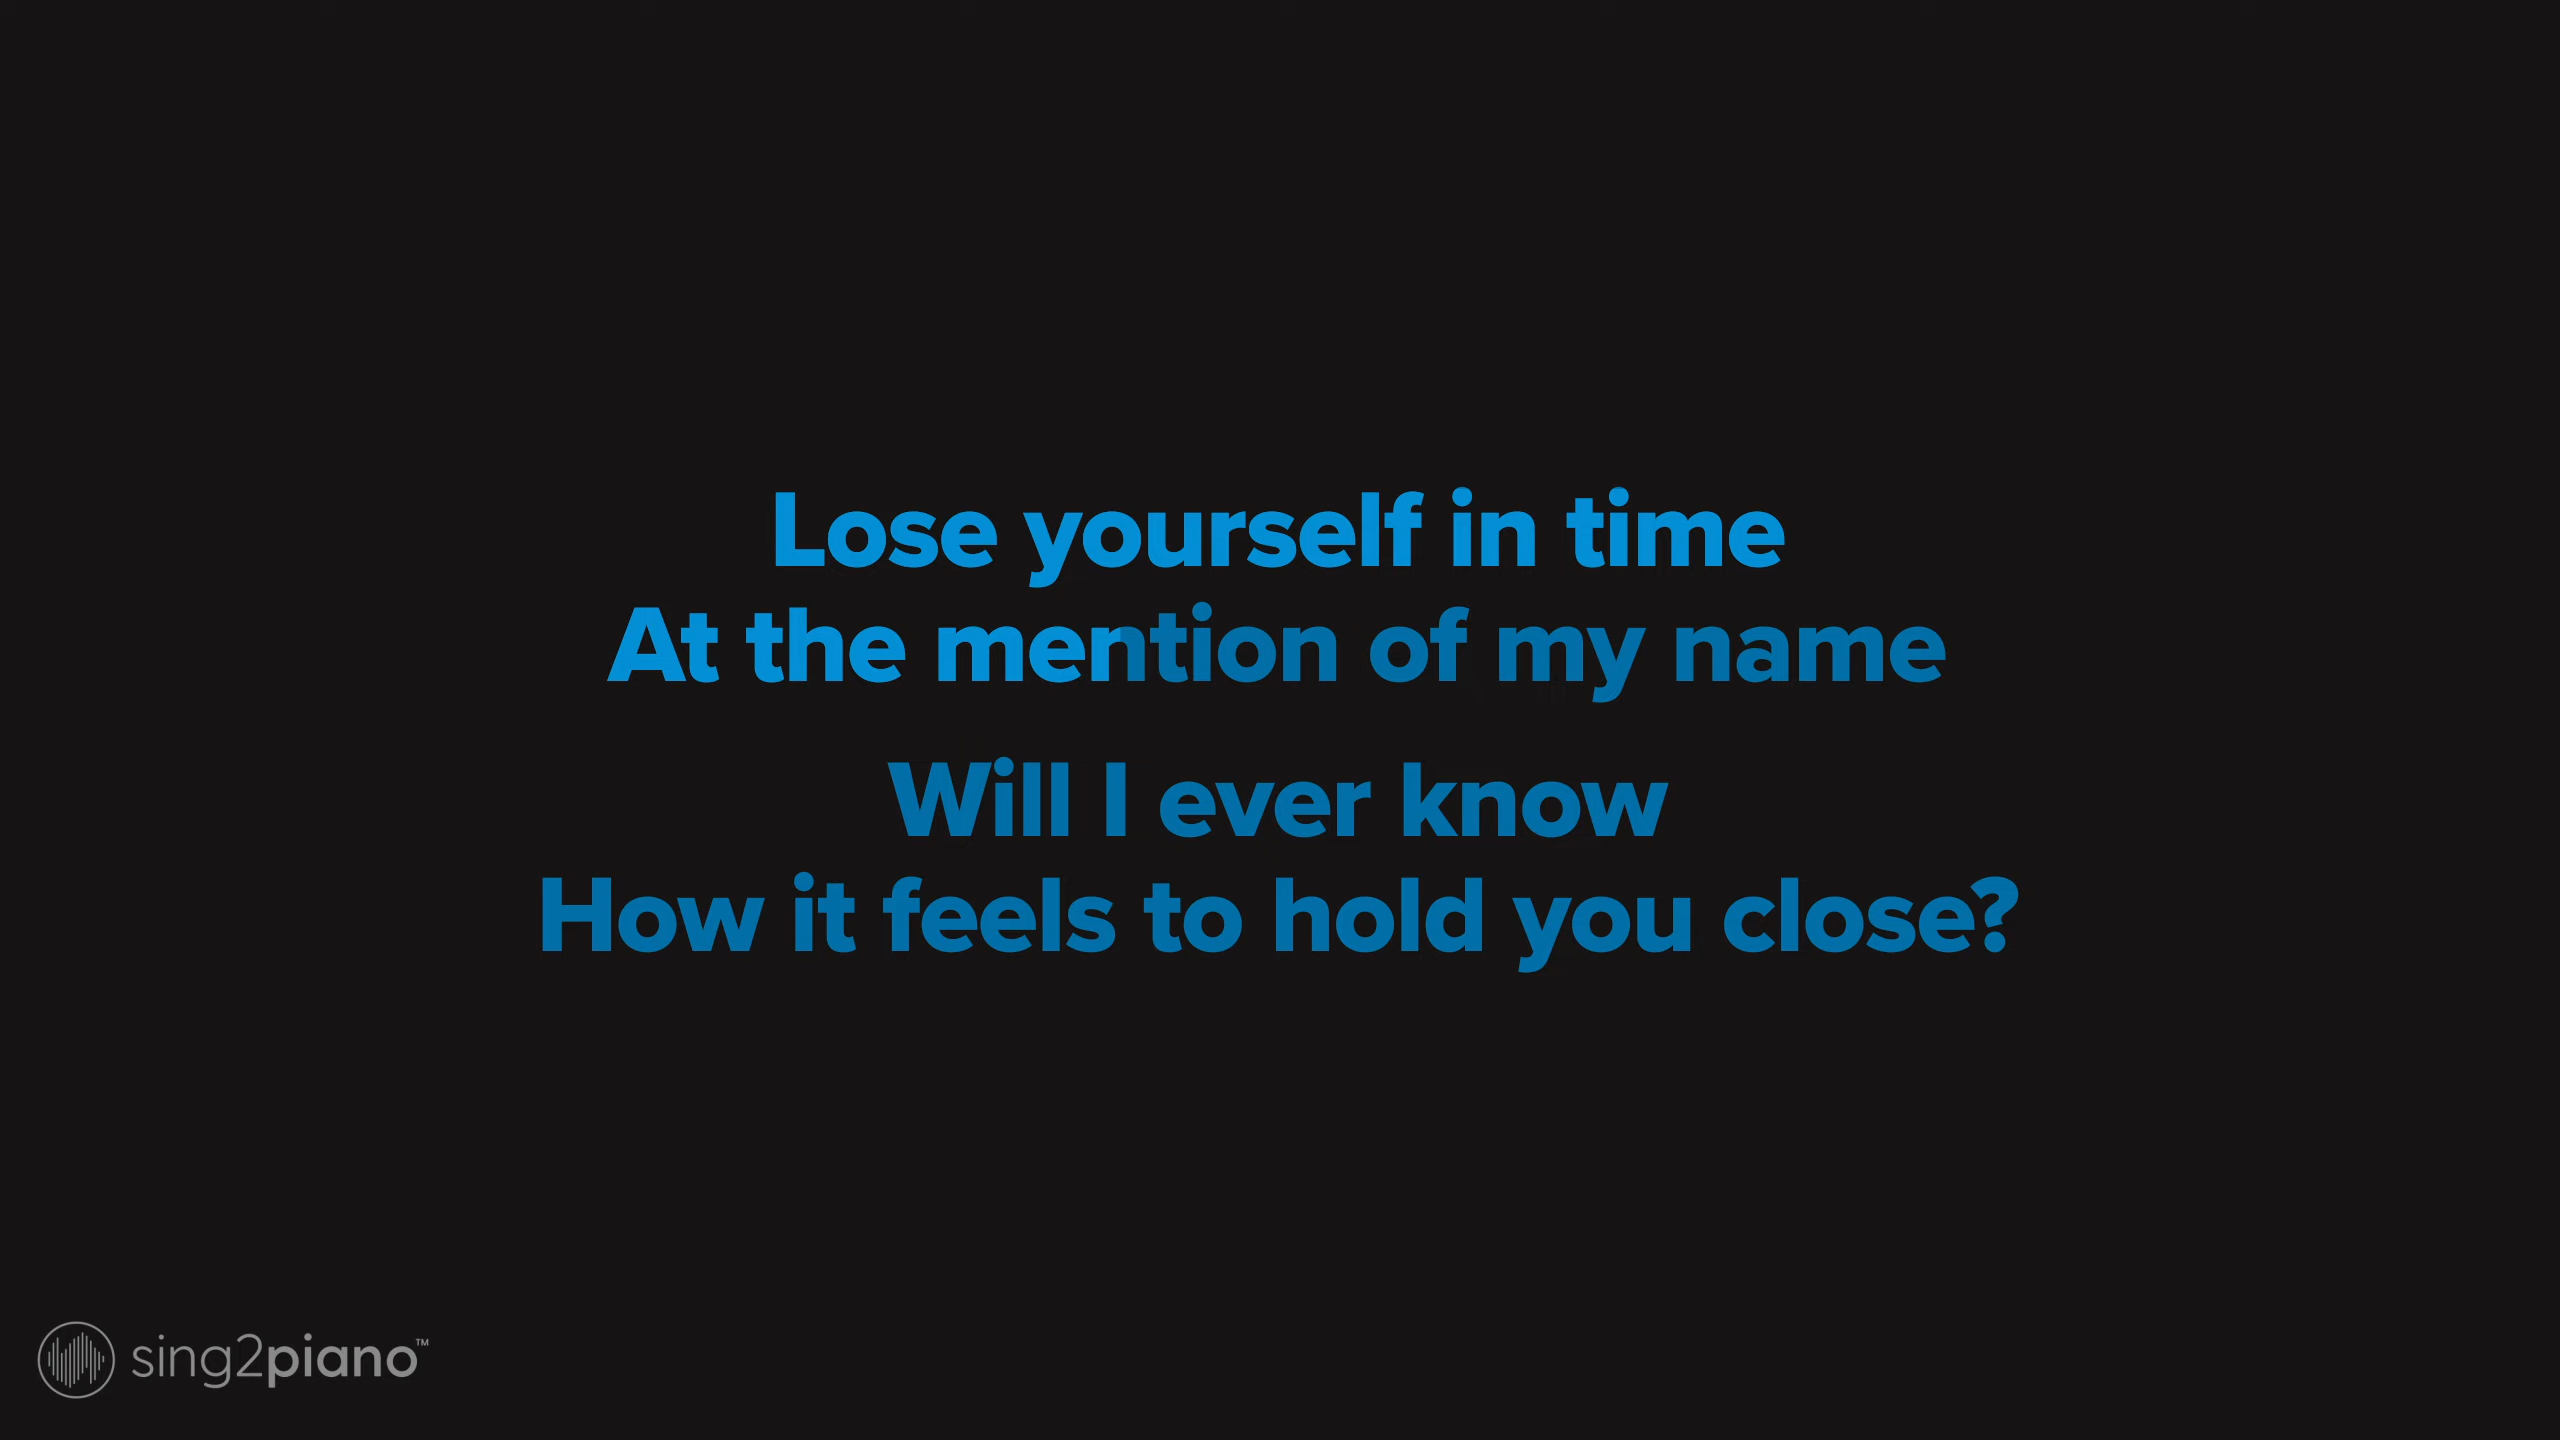 Lose yourself in time
At the mention of my name
Will I ever know
How it feels to hold you close?
sing2piano™